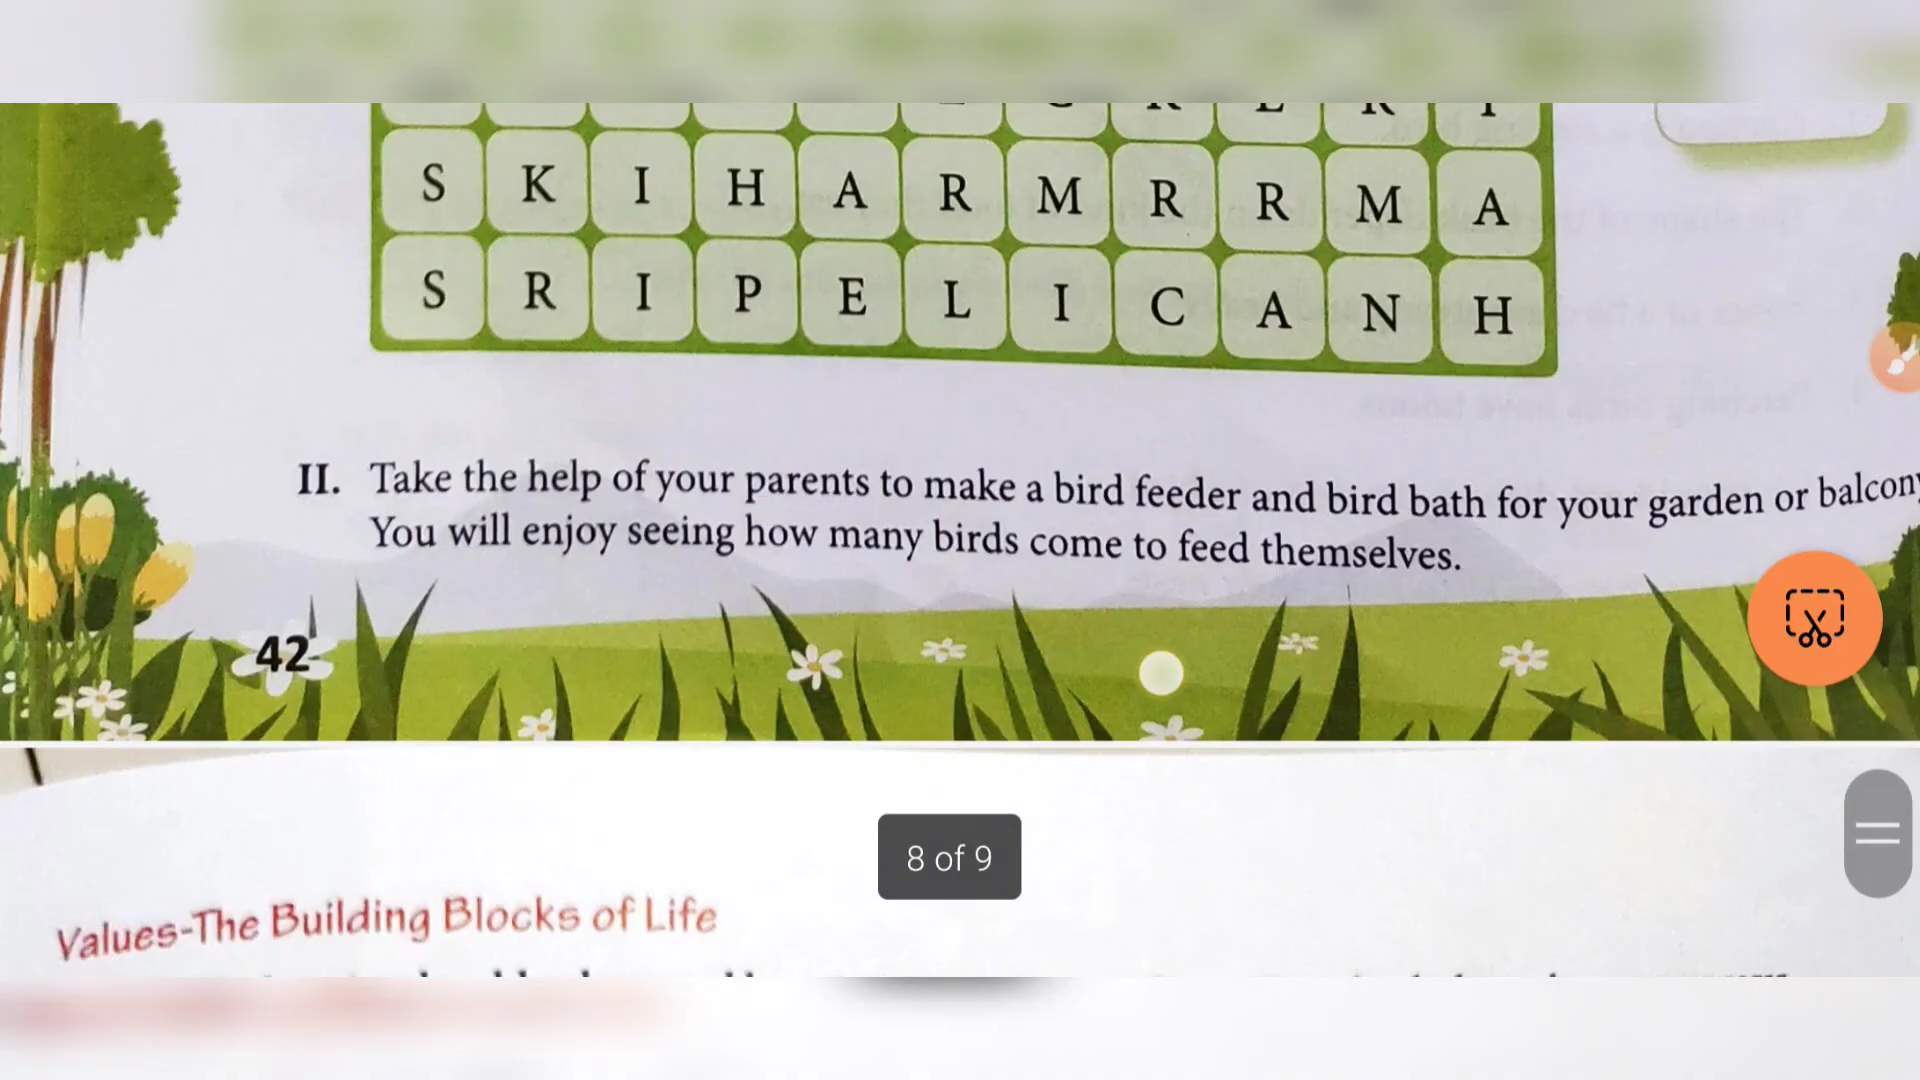 S K I H A R M R R M A
S R I P E L I C A N H
II. Take the help of your parents to make a bird feeder and bird bath for your garden or balcony
You will enjoy seeing how many birds come to feed themselves.
42
8 of 9
Values-The Building Blocks of Life